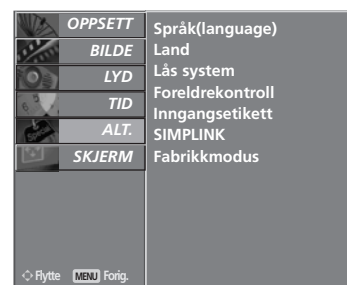 OPPSETT
BILDE
LYD
TID
ALT.
SKJERM
Språk(language)
Land
Lås system
Foreldrekontroll
Inngangsetikett
SIMPLINK
Fabrikkmodus
Flytte MENU Forig.